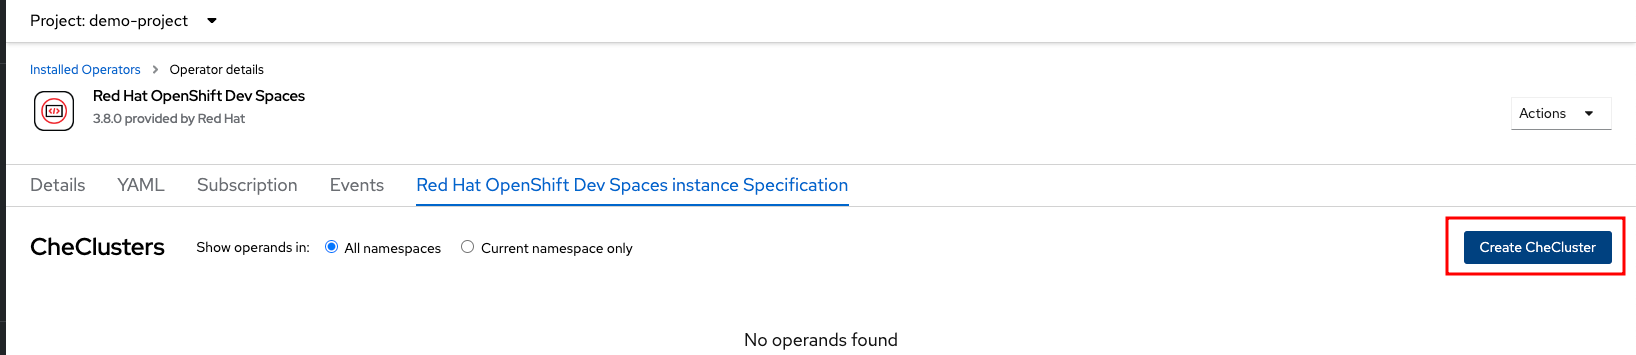 Project: demo-project
Installed Operators > Operator details
Red Hat OpenShift Dev Spaces
3.8.0 provided by Red Hat
Actions
Details YAML Subscription Events Red Hat OpenShift Dev Spaces instance Specification
CheClusters Show operands in: All namespaces Current namespace only Create CheCluster
No operands found